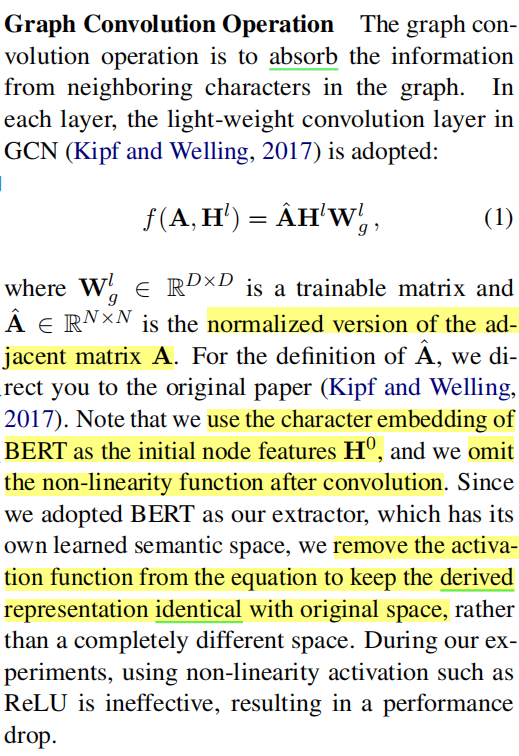 Graph Convolution Operation The graph con-
volution operation is to absorb the information
from neighboring characters in the graph. In
each layer, the light-weight convolution layer in
GCN (Kipf and Welling, 2017) is adopted:
f(A, Hˡ) = ÂHˡW_gˡ, (1)
where W_gˡ ∈ ℝᴰˣᴰ is a trainable matrix and
Â ∈ ℝᴺˣᴺ is the normalized version of the ad-
jacent matrix A. For the definition of Â, we di-
rect you to the original paper (Kipf and Welling,
2017). Note that we use the character embedding of
BERT as the initial node features H⁰, and we omit
the non-linearity function after convolution. Since
we adopted BERT as our extractor, which has its
own learned semantic space, we remove the activa-
tion function from the equation to keep the derived
representation identical with original space, rather
than a completely different space. During our ex-
periments, using non-linearity activation such as
ReLU is ineffective, resulting in a performance
drop.